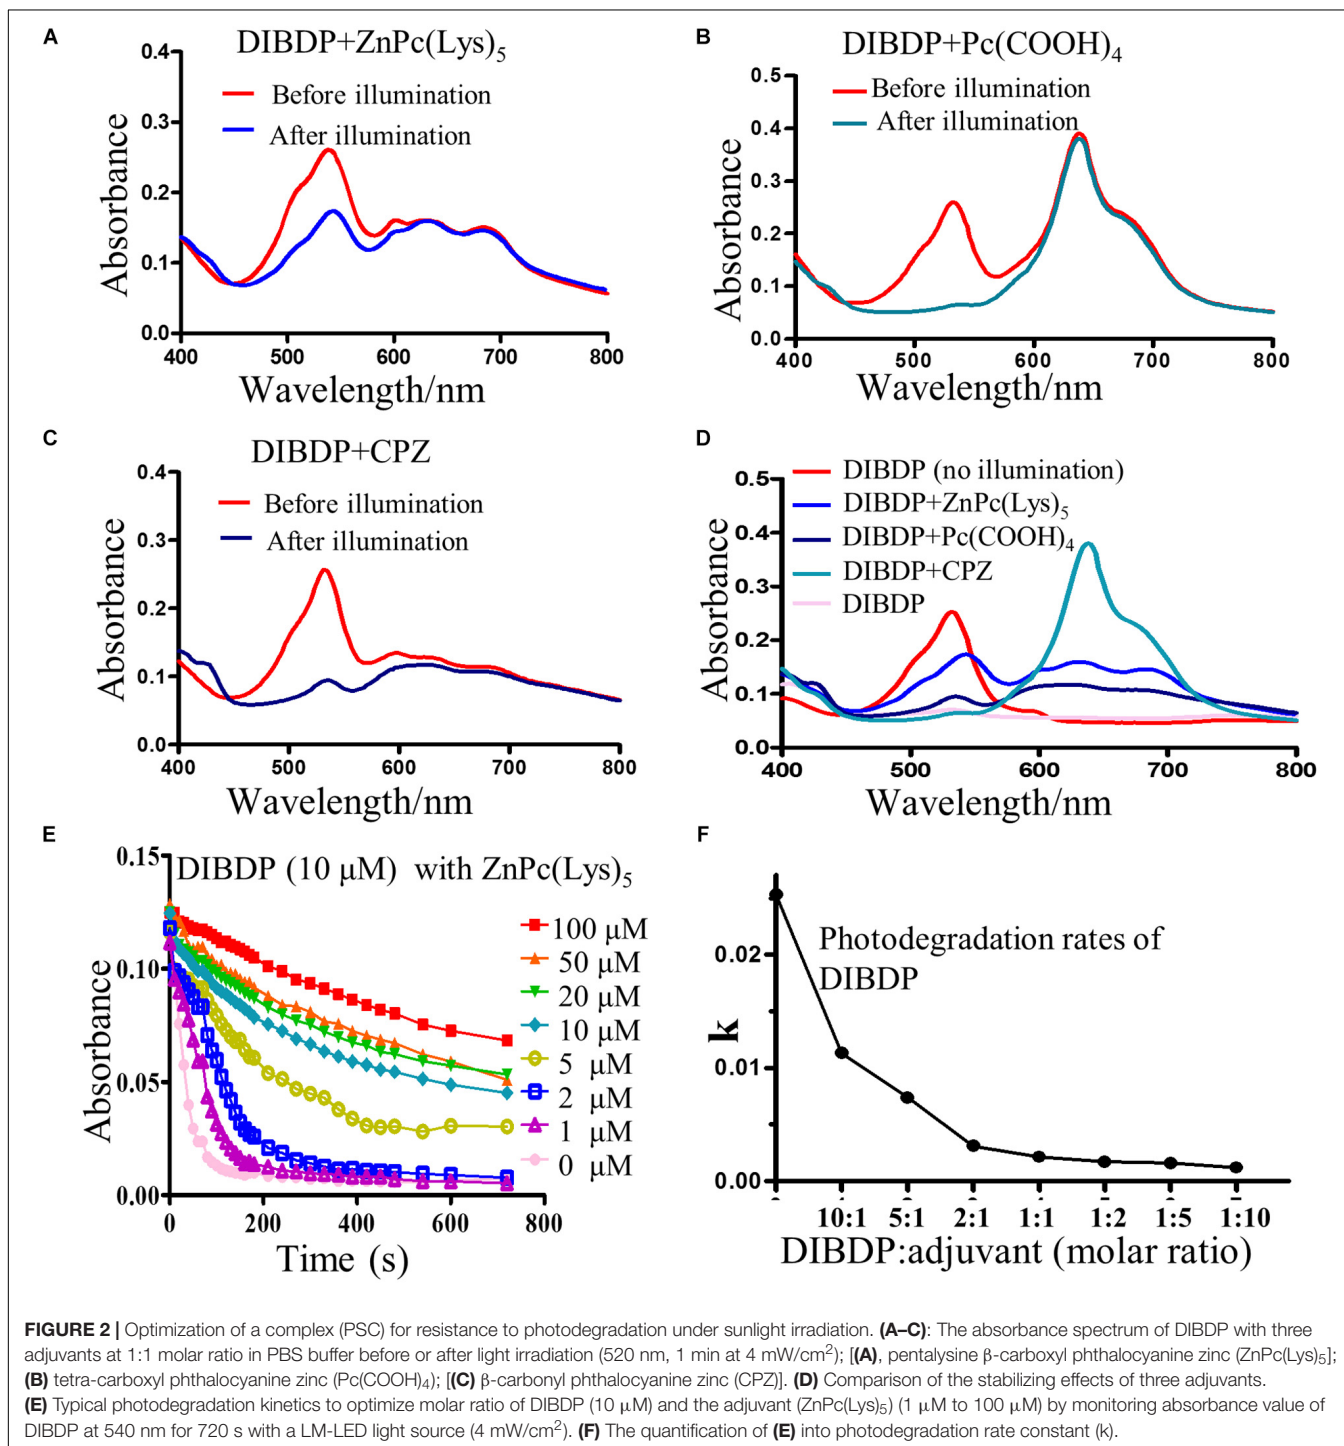 A
DIBDP+ZnPc(Lys)5
Before illumination
After illumination
0.4
0.3
0.2
0.1
0.0
Absorbance
400 500 600 700 800
Wavelength/nm
B
DIBDP+Pc(COOH)4
Before illumination
After illumination
0.5
0.4
0.3
0.2
0.1
0.0
Absorbance
400 500 600 700 800
Wavelength/nm
C
DIBDP+CPZ
Before illumination
After illumination
0.4
0.3
0.2
0.1
0.0
Absorbance
400 500 600 700 800
Wavelength/nm
D
DIBDP (no illumination)
DIBDP+ZnPc(Lys)5
DIBDP+Pc(COOH)4
DIBDP+CPZ
DIBDP
0.5
0.4
0.3
0.2
0.1
0.0
Absorbance
400 500 600 700 800
Wavelength/nm
E
DIBDP (10 μM) with ZnPc(Lys)5
0.15
0.10
0.05
0.00
Absorbance
100 μM
50 μM
20 μM
10 μM
5 μM
2 μM
1 μM
0 μM
0 200 400 600 800
Time (s)
F
Photodegradation rates of
DIBDP
0.02
0.01
0.00
k
10:1 5:1 2:1 1:1 1:2 1:5 1:10
DIBDP:adjuvant (molar ratio)
FIGURE 2 | Optimization of a complex (PSC) for resistance to photodegradation under sunlight irradiation. (A–C): The absorbance spectrum of DIBDP with three
adjuvants at 1:1 molar ratio in PBS buffer before or after light irradiation (520 nm, 1 min at 4 mW/cm²); [(A), pentalysine β-carboxyl phthalocyanine zinc (ZnPc(Lys)5];
(B) tetra-carboxyl phthalocyanine zinc (Pc(COOH)4); [(C) β-carbonyl phthalocyanine zinc (CPZ)]. (D) Comparison of the stabilizing effects of three adjuvants.
(E) Typical photodegradation kinetics to optimize molar ratio of DIBDP (10 μM) and the adjuvant (ZnPc(Lys)5) (1 μM to 100 μM) by monitoring absorbance value of
DIBDP at 540 nm for 720 s with a LM-LED light source (4 mW/cm²). (F) The quantification of (E) into photodegradation rate constant (k).